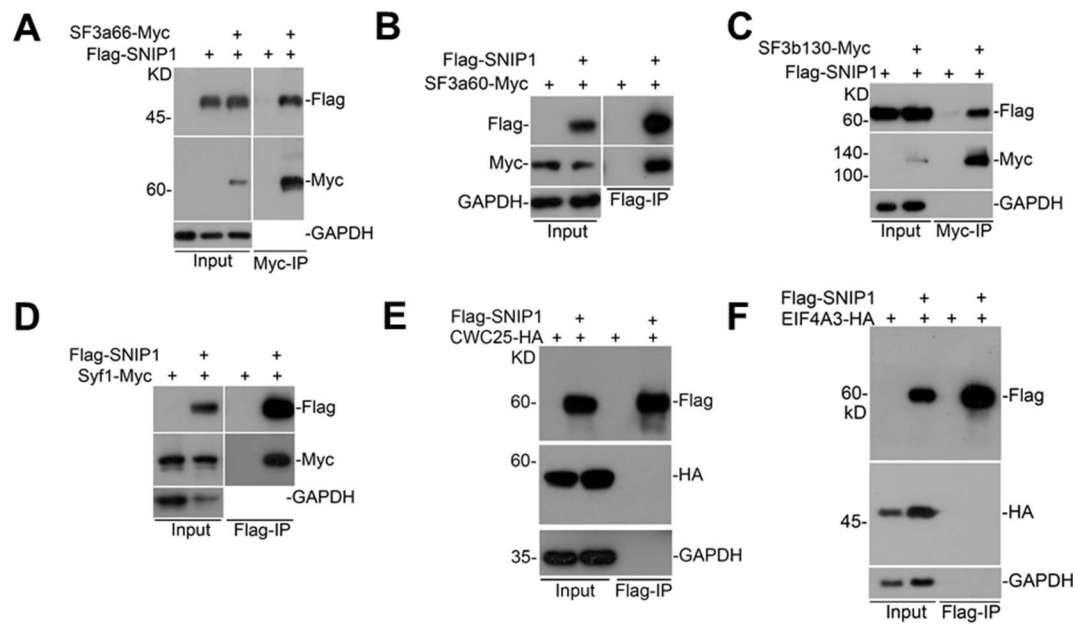 A
SF3a66-Myc + +
Flag-SNIP1 + + + +
KD
45-
-Flag
60-
-Myc
-GAPDH
Input Myc-IP
B
Flag-SNIP1 + +
SF3a60-Myc + + + +
Flag-
Myc-
GAPDH-
Input Flag-IP
C
SF3b130-Myc + +
Flag-SNIP1 + + + +
KD
60-
-Flag
140-
100-
-Myc
-GAPDH
Input Myc-IP
D
Flag-SNIP1 + +
Syf1-Myc + + + +
-Flag
-Myc
-GAPDH
Input Flag-IP
E
Flag-SNIP1 + +
CWC25-HA + + + +
KD
60-
-Flag
60-
-HA
35-
-GAPDH
Input Flag-IP
F
Flag-SNIP1 + +
EIF4A3-HA + + + +
60-
kD
-Flag
45-
-HA
-GAPDH
Input Flag-IP